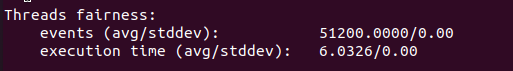 Threads fairness:
    events (avg/stddev):           51200.0000/0.00
    execution time (avg/stddev):   6.0326/0.00